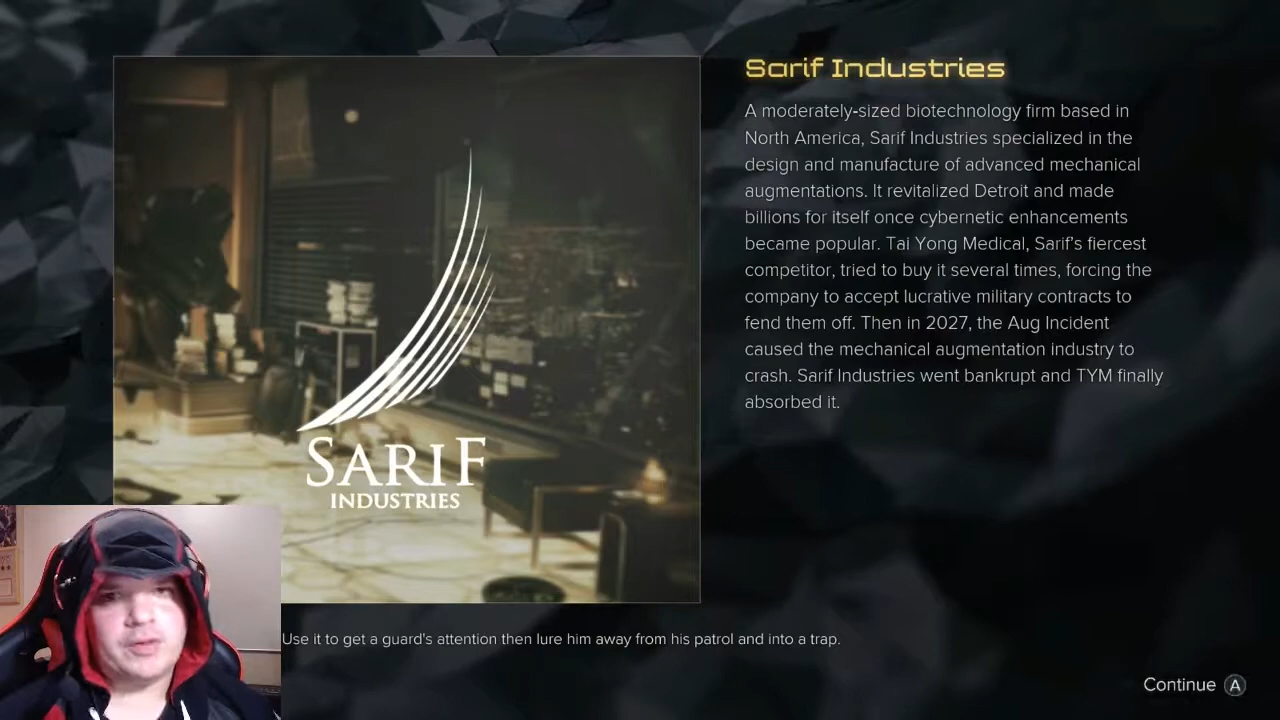 Sarif Industries
A moderately-sized biotechnology firm based in
North America, Sarif Industries specialized in the
design and manufacture of advanced mechanical
augmentations. It revitalized Detroit and made
billions for itself once cybernetic enhancements
became popular. Tai Yong Medical, Sarif's fiercest
competitor, tried to buy it several times, forcing the
company to accept lucrative military contracts to
fend them off. Then in 2027, the Aug Incident
caused the mechanical augmentation industry to
crash. Sarif Industries went bankrupt and TYM finally
absorbed it.
SARIF
INDUSTRIES
Use it to get a guard's attention then lure him away from his patrol and into a trap.
Continue A